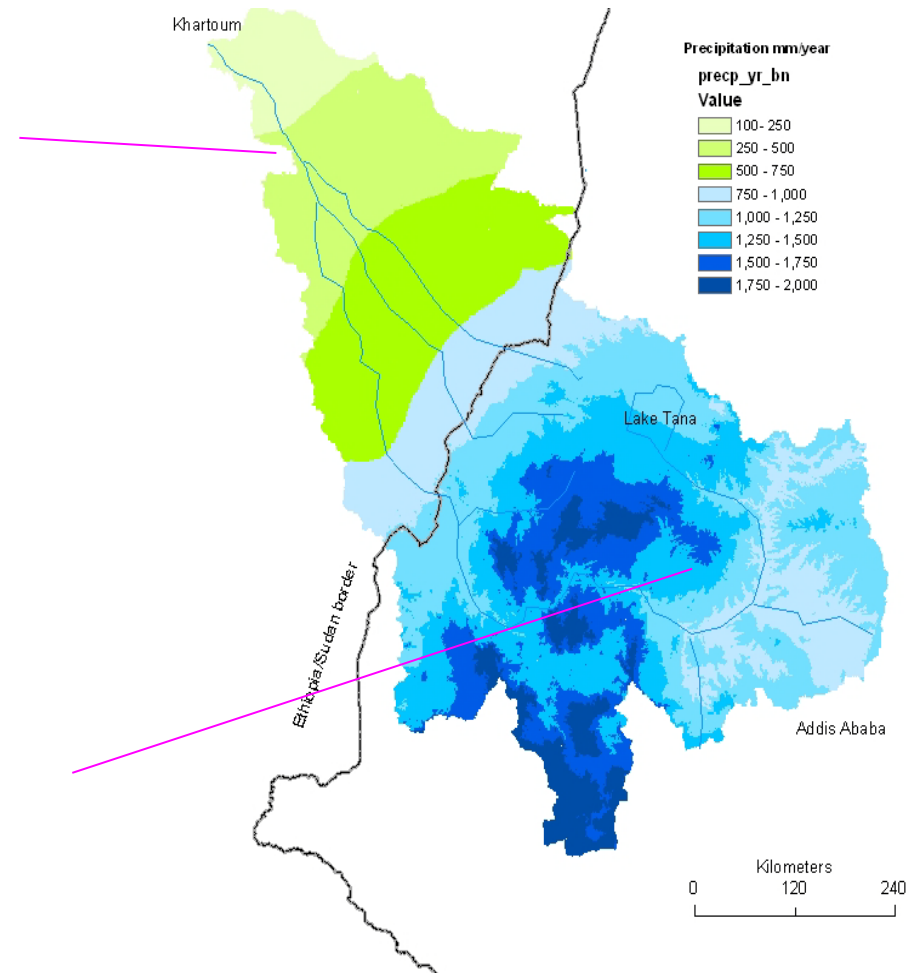 Khartoum
Precipitation mm/year
precp_yr_bn
Value
100- 250
250 - 500
500 - 750
750 - 1,000
1,000 - 1,250
1,250 - 1,500
1,500 - 1,750
1,750 - 2,000
Lake Tana
Ethiopia/Sudan border
Addis Ababa
Kilometers
0 120 240